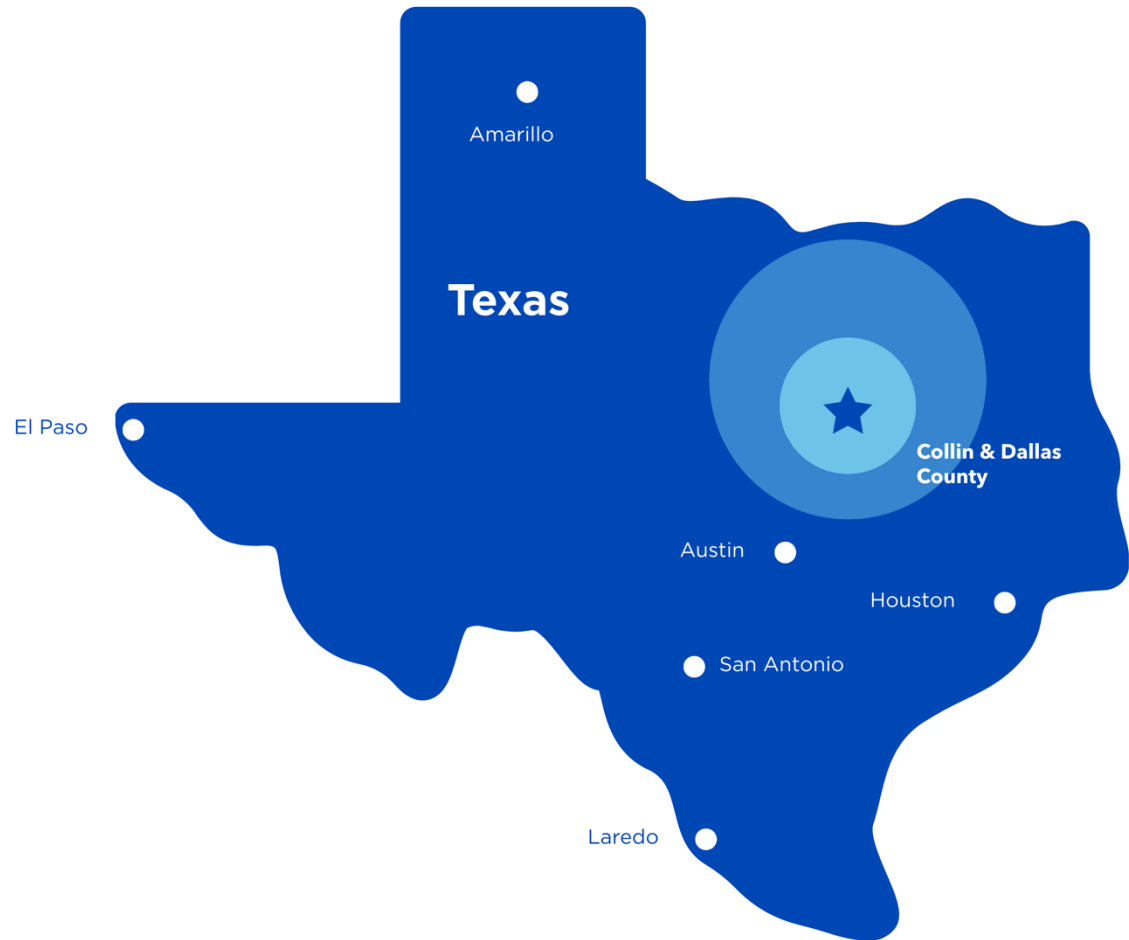 Amarillo
Texas
El Paso
Collin & Dallas
County
Austin
Houston
San Antonio
Laredo